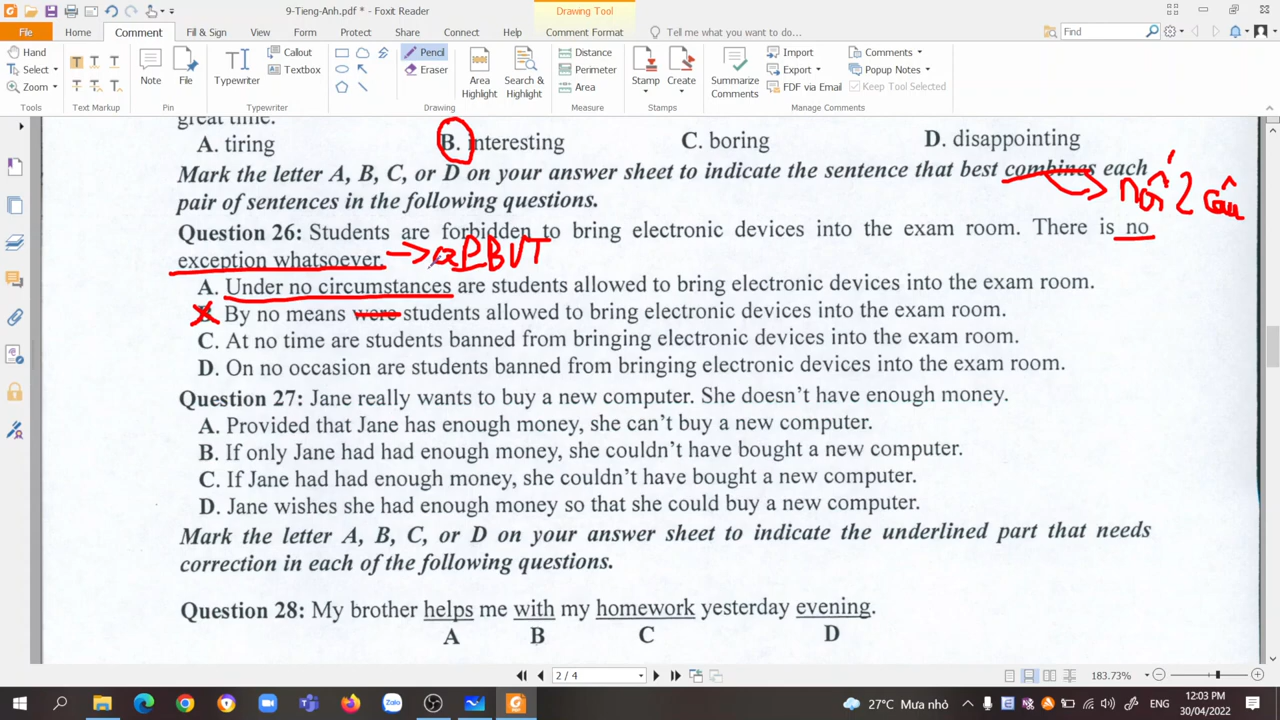 9-Tieng-Anh.pdf * - Foxit Reader
Drawing Tool
File Home Comment Fill & Sign View Form Protect Share Connect Help Comment Format Tell me what you want to do... Find
Hand Select Zoom
Tools
Text Markup
Note File
Pin
Typewriter Callout Textbox
Typewriter
Pencil Eraser Area Highlight Search & Highlight
Drawing
Distance Perimeter Area
Measure
Stamp Create
Stamps
Summarize Comments Import Export FDF via Email Comments Popup Notes Keep Tool Selected
Manage Comments
great time.
A. tiring B. interesting C. boring D. disappointing
Mark the letter A, B, C, or D on your answer sheet to indicate the sentence that best combines each
pair of sentences in the following questions.
nối 2 câu
Question 26: Students are forbidden to bring electronic devices into the exam room. There is no
exception whatsoever.
A. Under no circumstances are students allowed to bring electronic devices into the exam room.
B. By no means were students allowed to bring electronic devices into the exam room.
C. At no time are students banned from bringing electronic devices into the exam room.
D. On no occasion are students banned from bringing electronic devices into the exam room.
Question 27: Jane really wants to buy a new computer. She doesn't have enough money.
A. Provided that Jane has enough money, she can't buy a new computer.
B. If only Jane had had enough money, she couldn't have bought a new computer.
C. If Jane had had enough money, she couldn't have bought a new computer.
D. Jane wishes she had enough money so that she could buy a new computer.
Mark the letter A, B, C, or D on your answer sheet to indicate the underlined part that needs
correction in each of the following questions.
Question 28: My brother helps me with my homework yesterday evening.
A B C D
2 / 4
183.73%
27°C Mưa nhỏ
ENG
12:03 PM
30/04/2022